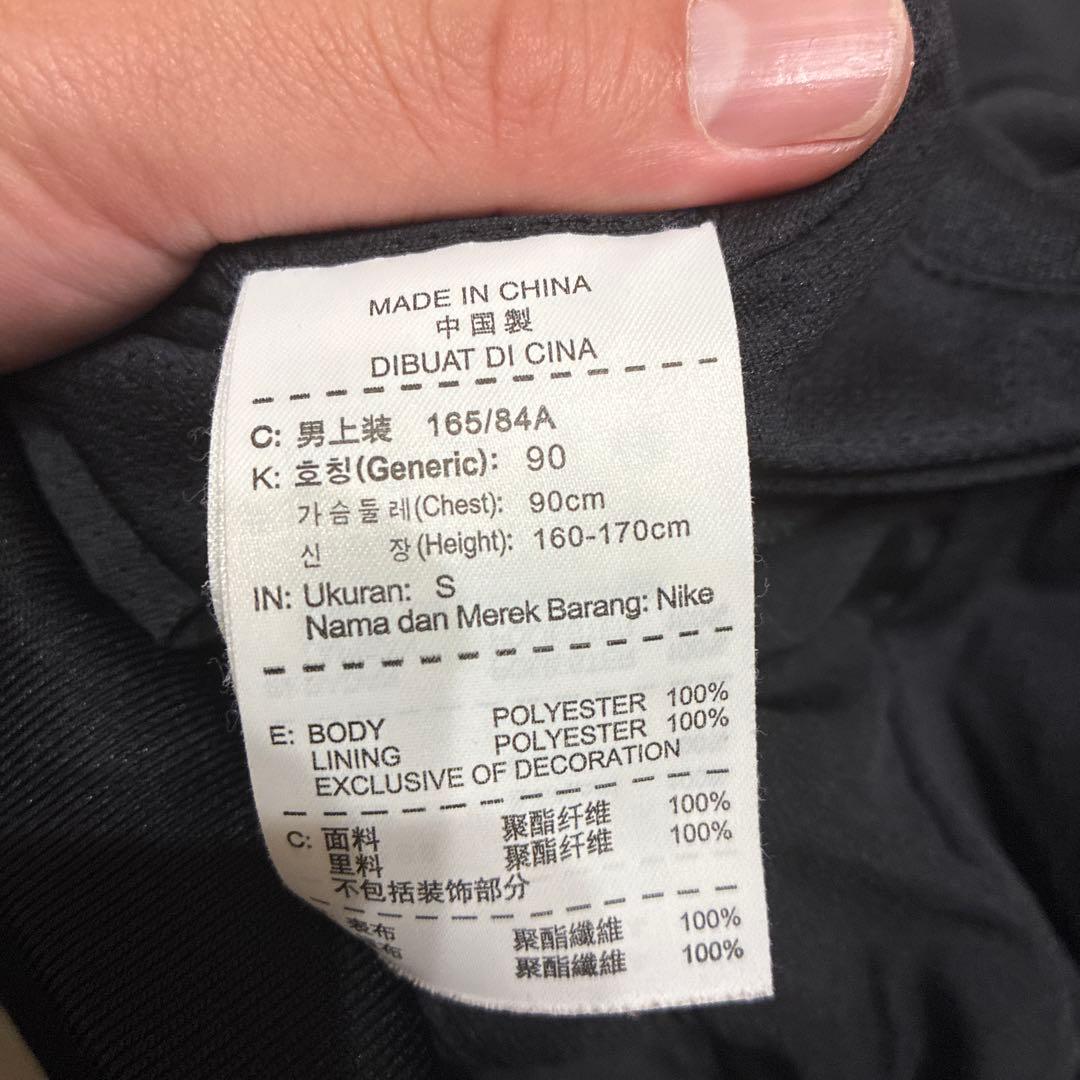 MADE IN CHINA
中国製
DIBUAT DI CINA
C: 男上装 165/84A
K: 호칭(Generic): 90
가슴둘레(Chest): 90cm
신 장(Height): 160-170cm
IN: Ukuran: S
Nama dan Merek Barang: Nike
E: BODY POLYESTER 100%
LINING POLYESTER 100%
EXCLUSIVE OF DECORATION
C: 面料 聚酯纤维 100%
里料 聚酯纤维 100%
不包括装饰部分
表布 聚酯纖維 100%
布 聚酯纖維 100%